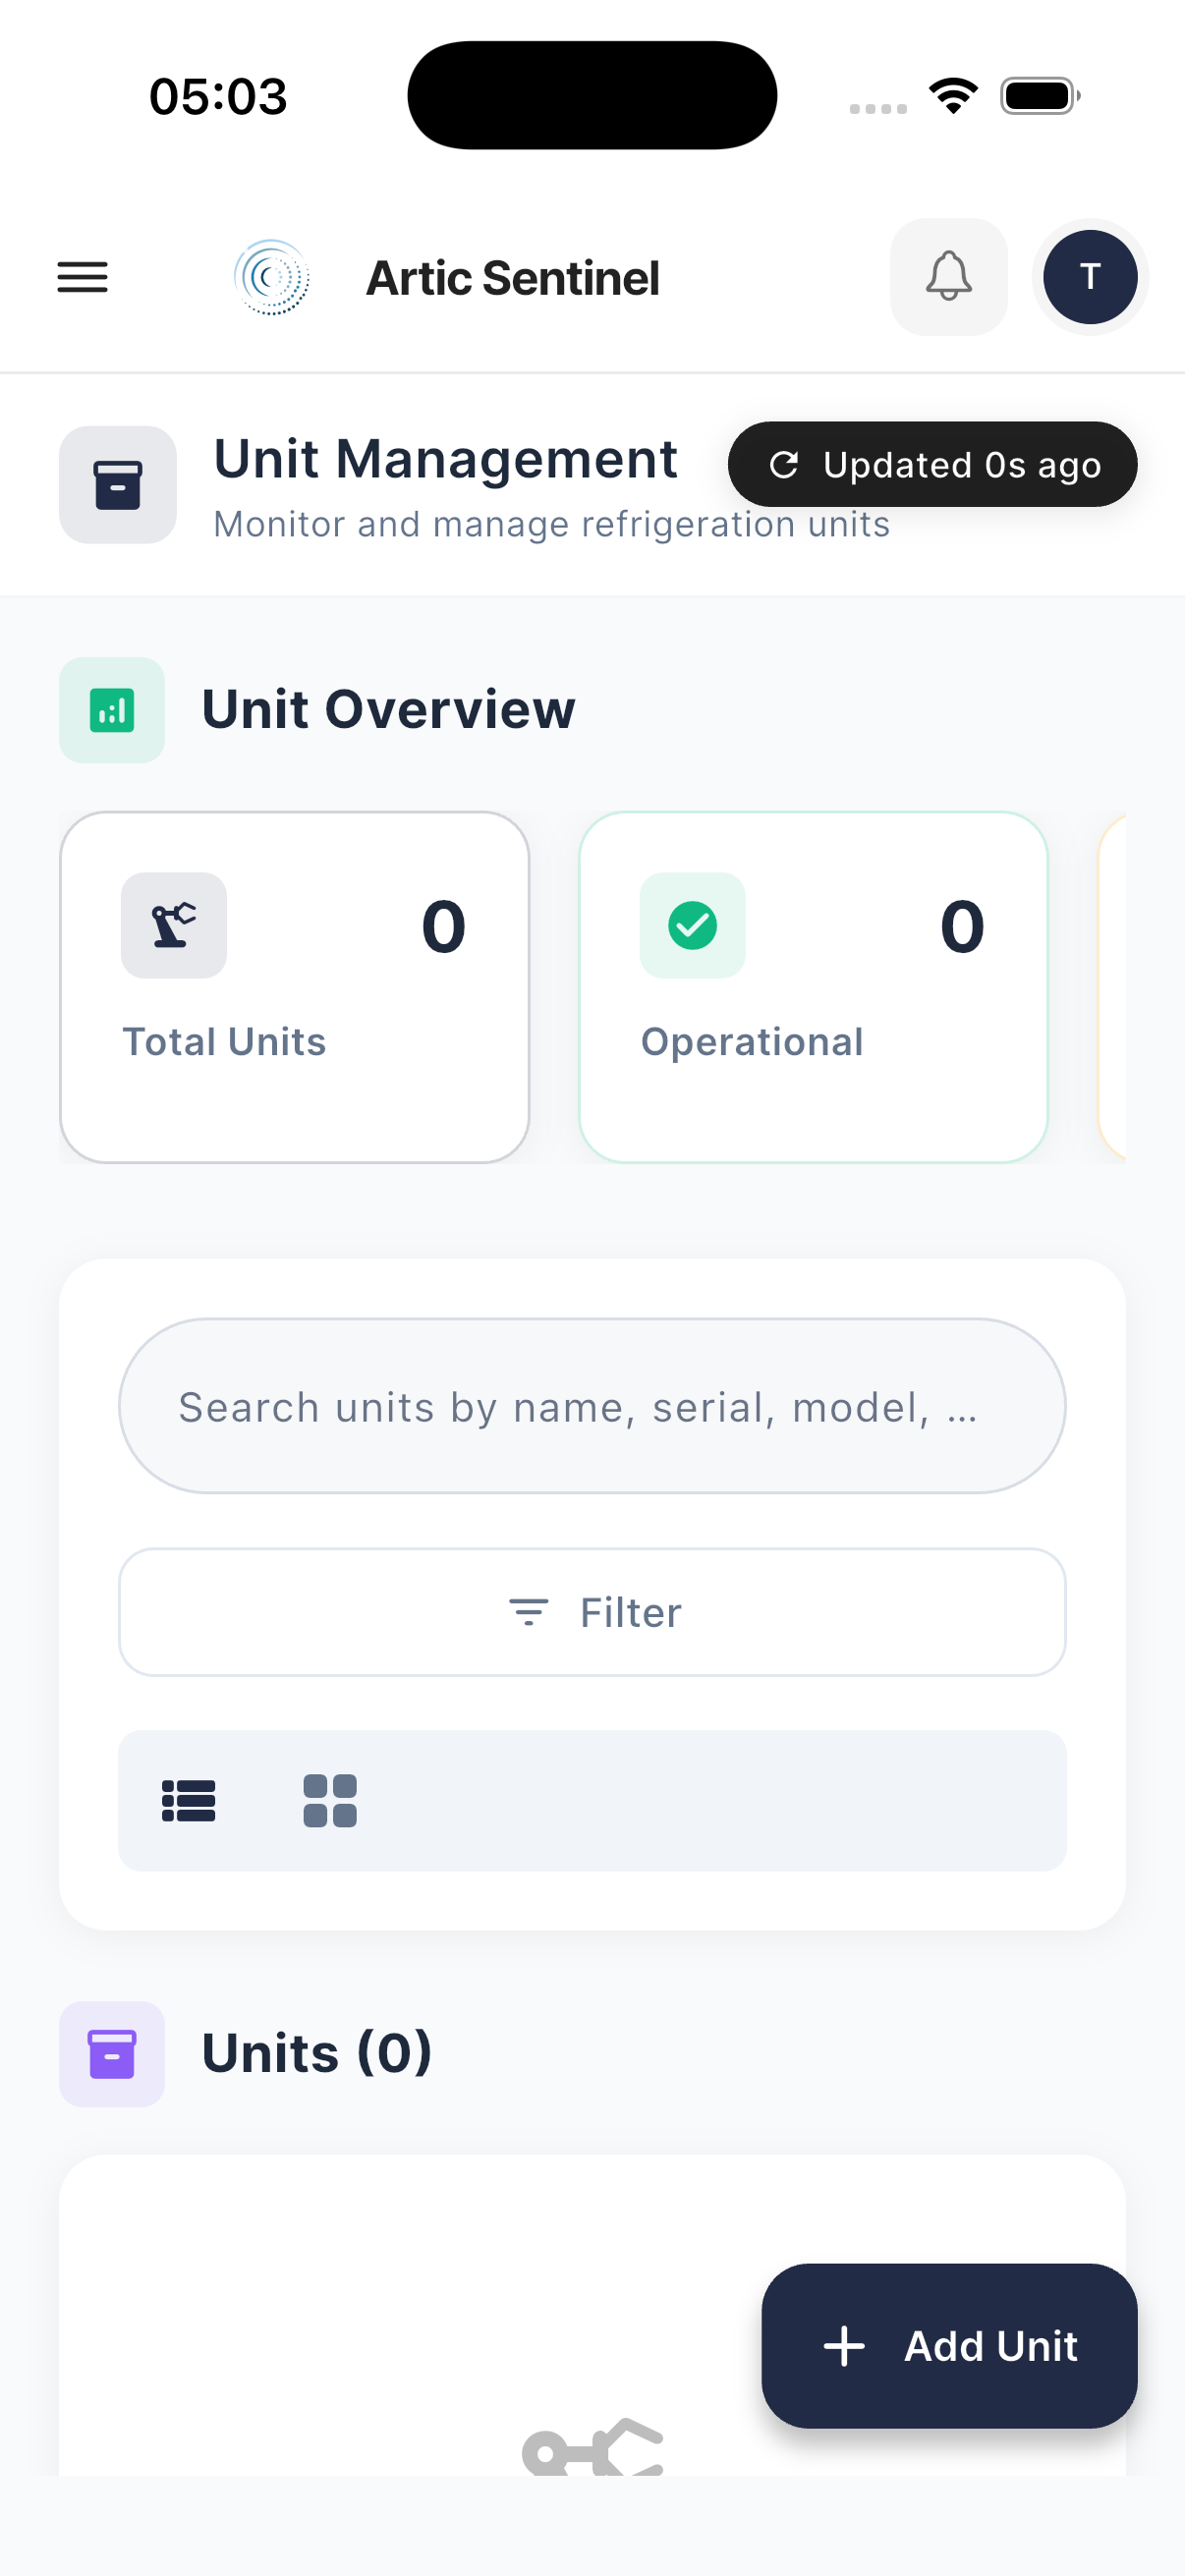 05:03
Artic Sentinel
T
Unit Management
Updated 0s ago
Monitor and manage refrigeration units
Unit Overview
0
0
Total Units
Operational
Search units by name, serial, model, ...
Filter
Units (0)
Add Unit